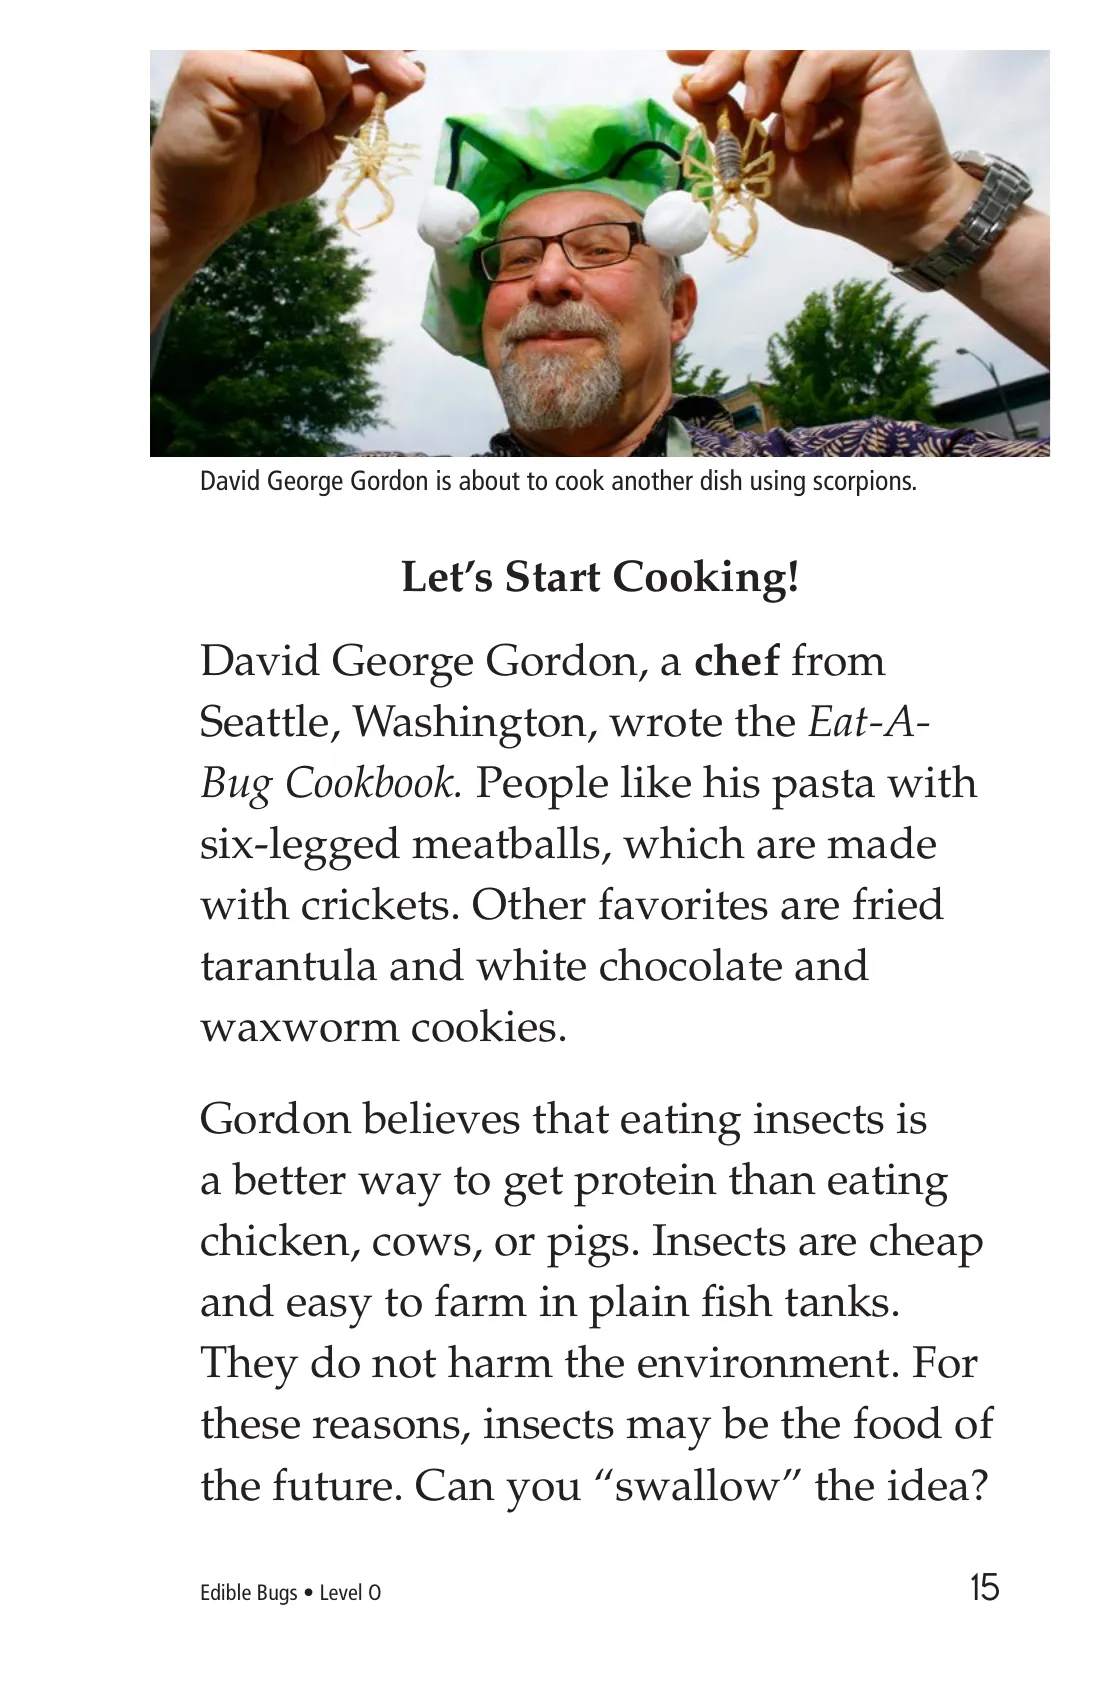 David George Gordon is about to cook another dish using scorpions.
Let’s Start Cooking!
David George Gordon, a chef from
Seattle, Washington, wrote the Eat-A-
Bug Cookbook. People like his pasta with
six-legged meatballs, which are made
with crickets. Other favorites are fried
tarantula and white chocolate and
waxworm cookies.
Gordon believes that eating insects is
a better way to get protein than eating
chicken, cows, or pigs. Insects are cheap
and easy to farm in plain fish tanks.
They do not harm the environment. For
these reasons, insects may be the food of
the future. Can you “swallow” the idea?
Edible Bugs • Level O 15